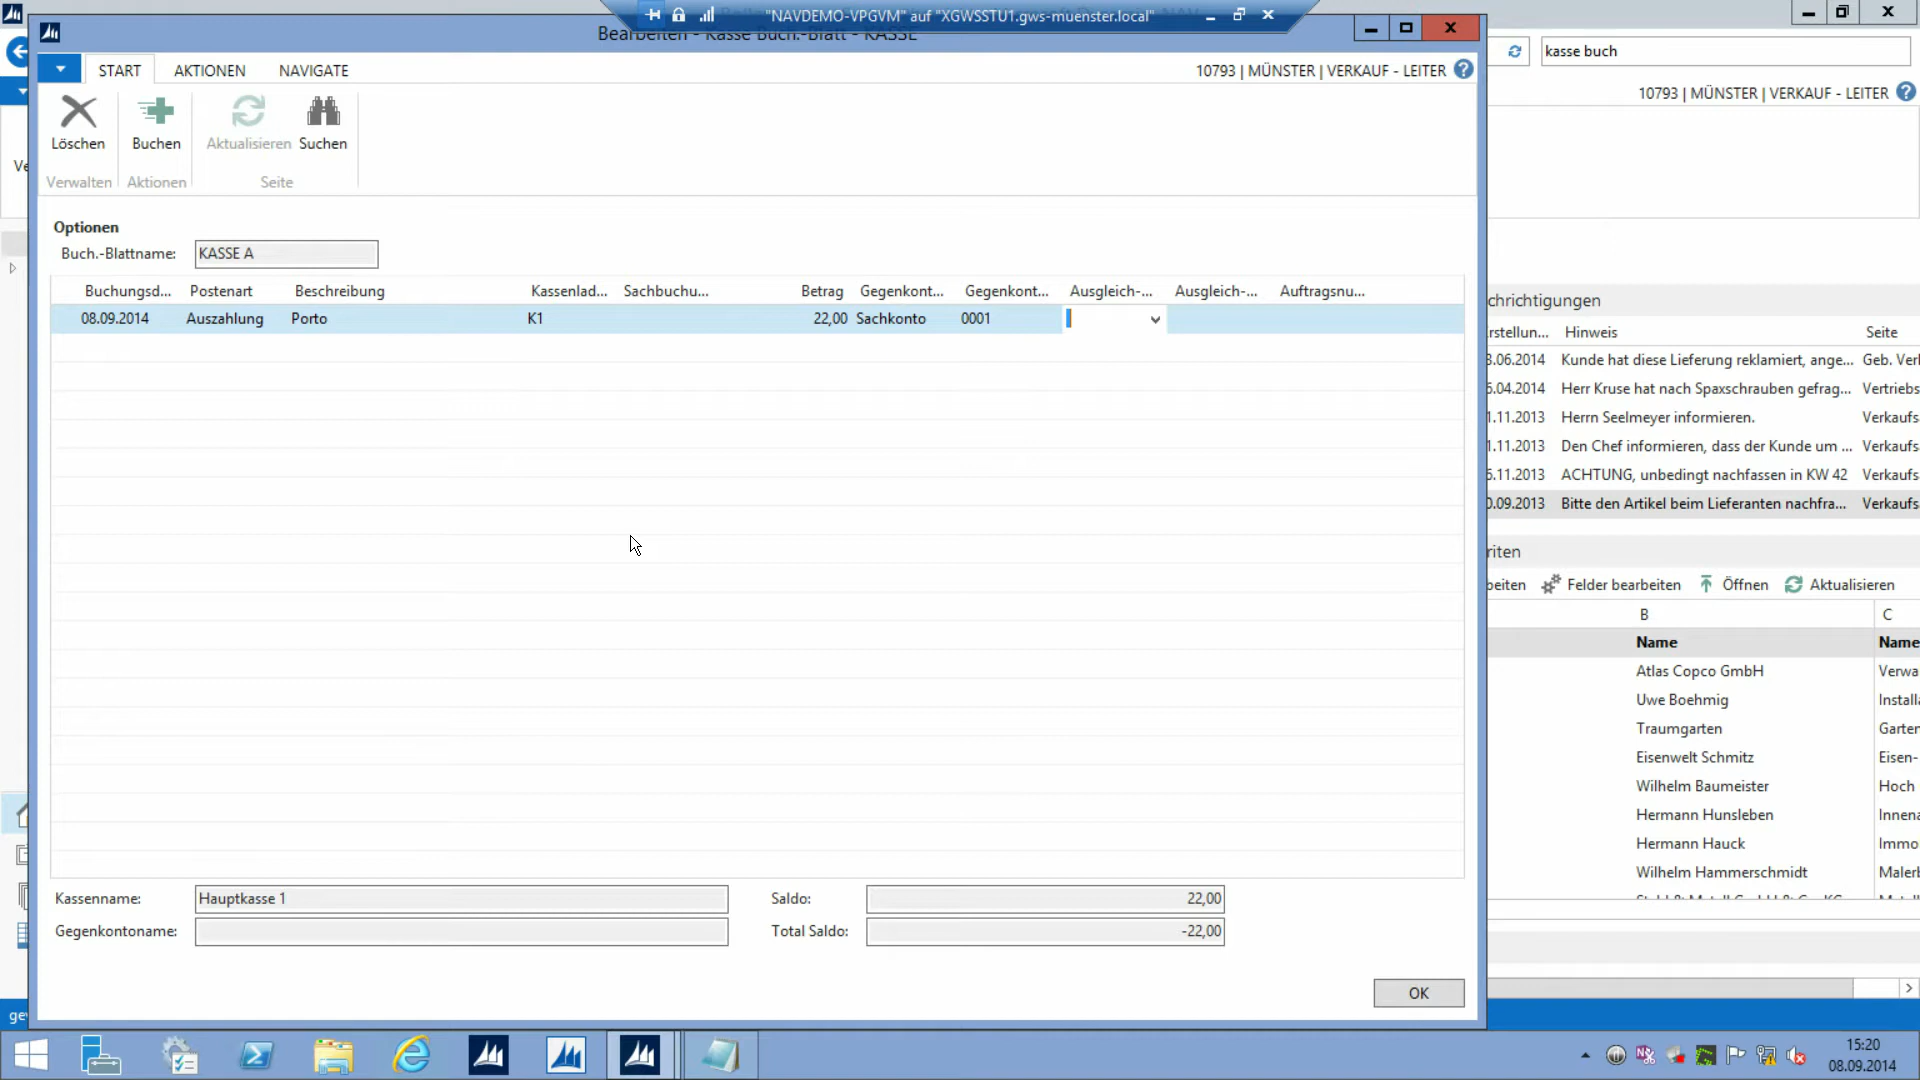 "NAVDEMO-VPGVM" auf "XGWSSTU1.gws-muenster.local"
Bearbeiten - Kasse Buch.-Blatt - KASSE
kasse buch
START AKTIONEN NAVIGATE
10793 | MÜNSTER | VERKAUF - LEITER
10793 | MÜNSTER | VERKAUF - LEITER
Löschen Buchen Aktualisieren Suchen
Verwalten Aktionen Seite
Optionen
Buch.-Blattname: KASSE A
Buchungsd... Postenart Beschreibung Kassenlad... Sachbuchu... Betrag Gegenkont... Gegenkont... Ausgleich-... Ausgleich-... Auftragsnu...
08.09.2014 Auszahlung Porto K1 22,00 Sachkonto 0001
chrichtigungen
rstellun... Hinweis Seite
.06.2014 Kunde hat diese Lieferung reklamiert, ange... Geb. Ver
.04.2014 Herr Kruse hat nach Spaxschrauben gefrag... Vertriebs
1.11.2013 Herrn Seelmeyer informieren. Verkaufs
1.11.2013 Den Chef informieren, dass der Kunde um ... Verkaufs
.11.2013 ACHTUNG, unbedingt nachfassen in KW 42 Verkaufs
0.09.2013 Bitte den Artikel beim Lieferanten nachfra... Verkaufs
riten
beiten Felder bearbeiten Öffnen Aktualisieren
B C
Name Name
Atlas Copco GmbH Verwa
Uwe Boehmig Installa
Traumgarten Garten
Eisenwelt Schmitz Eisen-
Wilhelm Baumeister Hoch
Hermann Hunsleben Innena
Hermann Hauck Immo
Wilhelm Hammerschmidt Malerb
Kassenname: Hauptkasse 1 Saldo: 22,00
Gegenkontoname: Total Saldo: -22,00
OK
15:20
08.09.2014